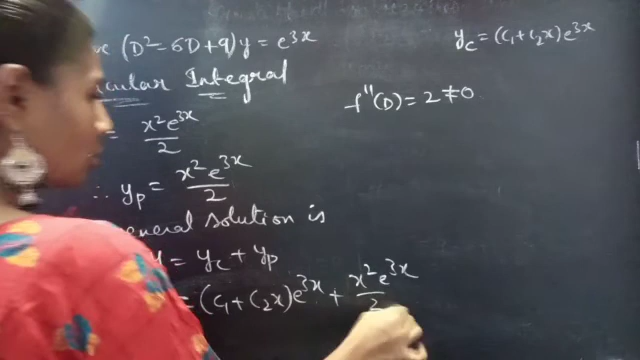 (D²-6D+9)y = e^{3x}
y_c = (c₁+c₂x)e^{3x}
Integral
f''(D) = 2 ≠ 0
= x²e^{3x}/2
∴ y_p = x²e^{3x}/2
general solution is
y = y_c + y_p
= (c₁+c₂x)e^{3x} + x²e^{3x}/2